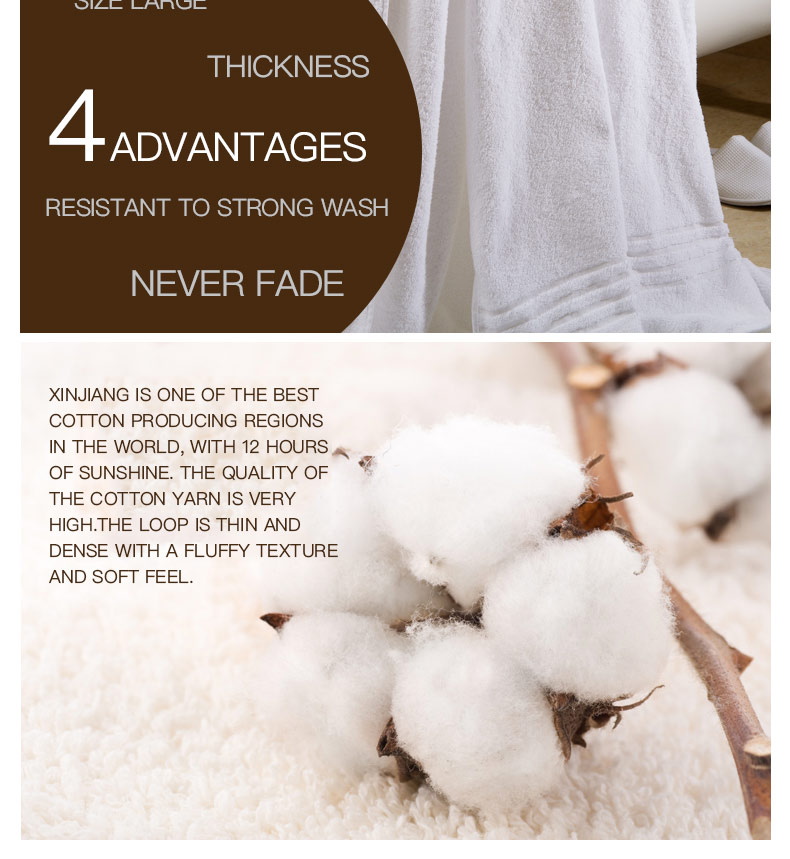 SIZE LARGE
THICKNESS
4 ADVANTAGES
RESISTANT TO STRONG WASH
NEVER FADE
XINJIANG IS ONE OF THE BEST
COTTON PRODUCING REGIONS
IN THE WORLD, WITH 12 HOURS
OF SUNSHINE. THE QUALITY OF
THE COTTON YARN IS VERY
HIGH.THE LOOP IS THIN AND
DENSE WITH A FLUFFY TEXTURE
AND SOFT FEEL.